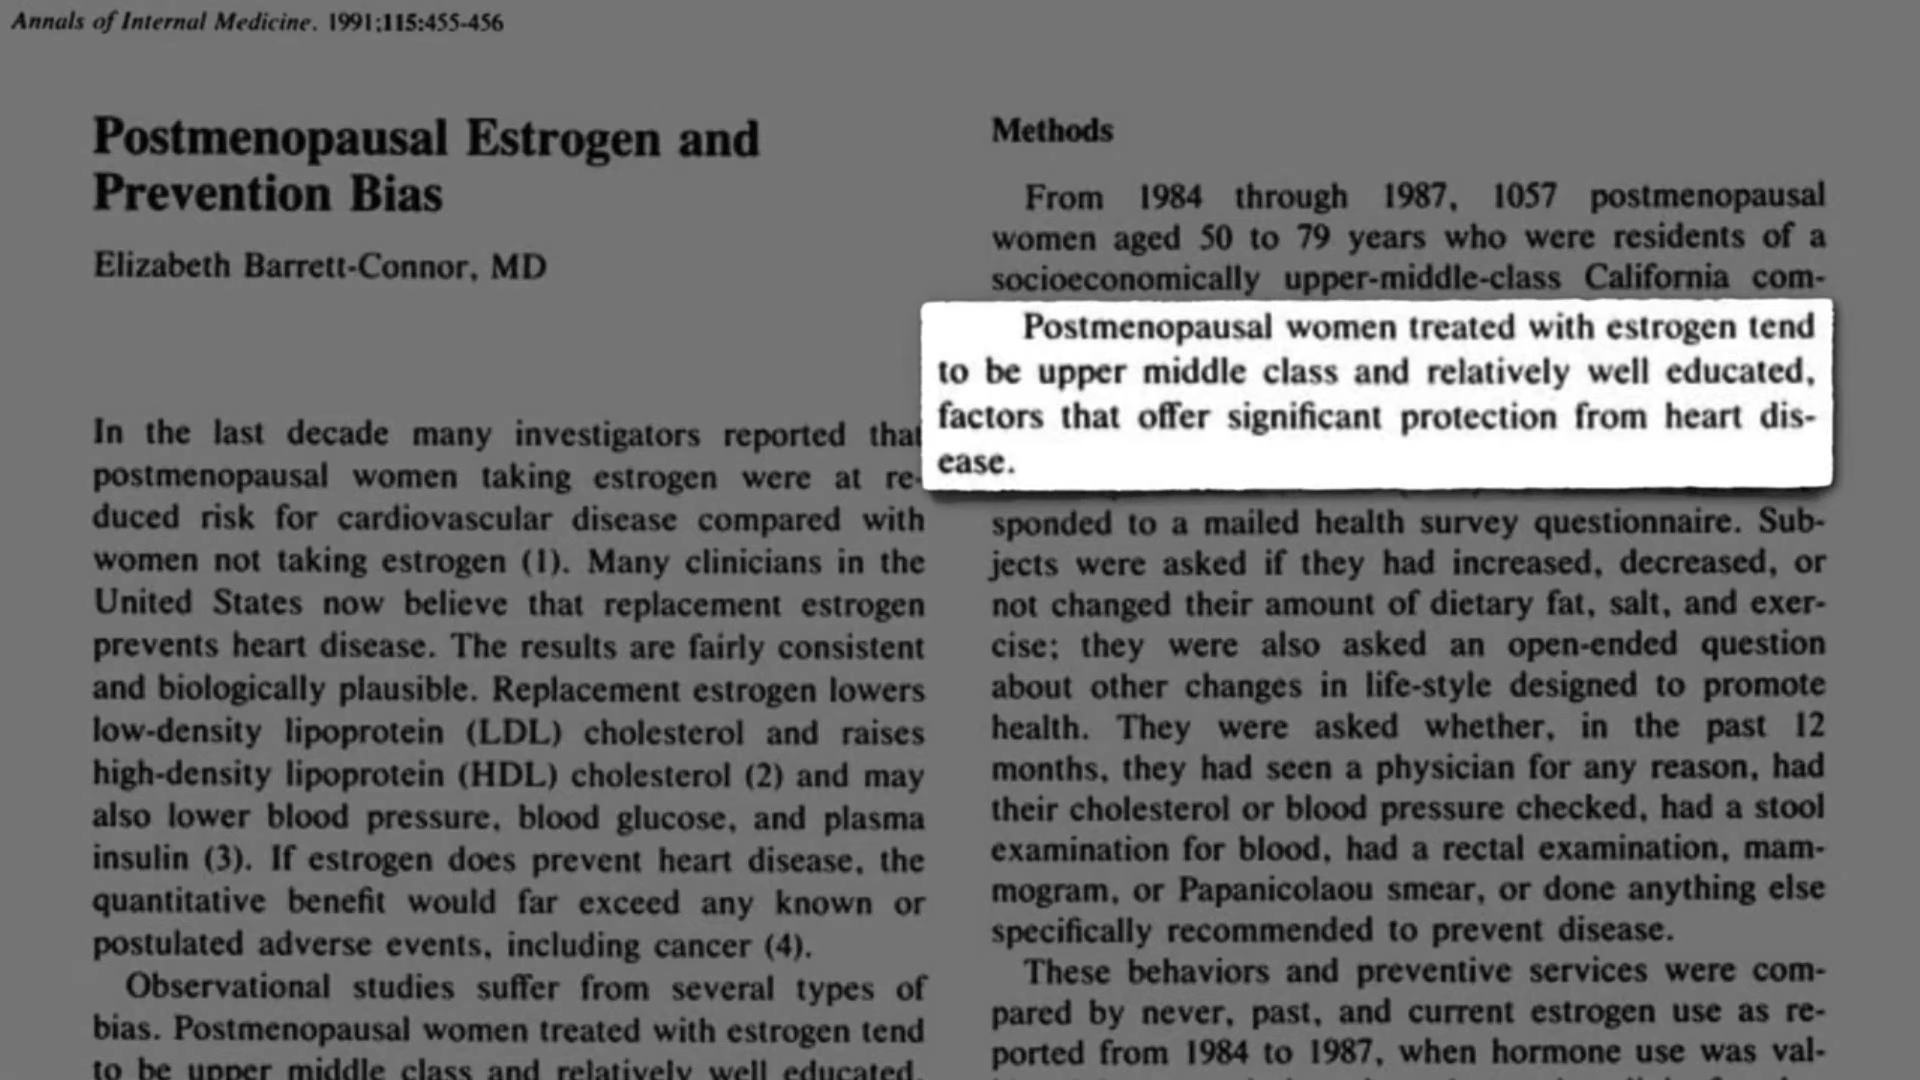 Annals of Internal Medicine. 1991;115:455-456
Postmenopausal Estrogen and
Prevention Bias
Elizabeth Barrett-Connor, MD
In the last decade many investigators reported that
postmenopausal women taking estrogen were at re-
duced risk for cardiovascular disease compared with
women not taking estrogen (1). Many clinicians in the
United States now believe that replacement estrogen
prevents heart disease. The results are fairly consistent
and biologically plausible. Replacement estrogen lowers
low-density lipoprotein (LDL) cholesterol and raises
high-density lipoprotein (HDL) cholesterol (2) and may
also lower blood pressure, blood glucose, and plasma
insulin (3). If estrogen does prevent heart disease, the
quantitative benefit would far exceed any known or
postulated adverse events, including cancer (4).
Observational studies suffer from several types of
bias. Postmenopausal women treated with estrogen tend
to be upper middle class and relatively well educated,
Methods
From 1984 through 1987, 1057 postmenopausal
women aged 50 to 79 years who were residents of a
socioeconomically upper-middle-class California com-
Postmenopausal women treated with estrogen tend
to be upper middle class and relatively well educated,
factors that offer significant protection from heart dis-
ease.
sponded to a mailed health survey questionnaire. Sub-
jects were asked if they had increased, decreased, or
not changed their amount of dietary fat, salt, and exer-
cise; they were also asked an open-ended question
about other changes in life-style designed to promote
health. They were asked whether, in the past 12
months, they had seen a physician for any reason, had
their cholesterol or blood pressure checked, had a stool
examination for blood, had a rectal examination, mam-
mogram, or Papanicolaou smear, or done anything else
specifically recommended to prevent disease.
These behaviors and preventive services were com-
pared by never, past, and current estrogen use as re-
ported from 1984 to 1987, when hormone use was val-